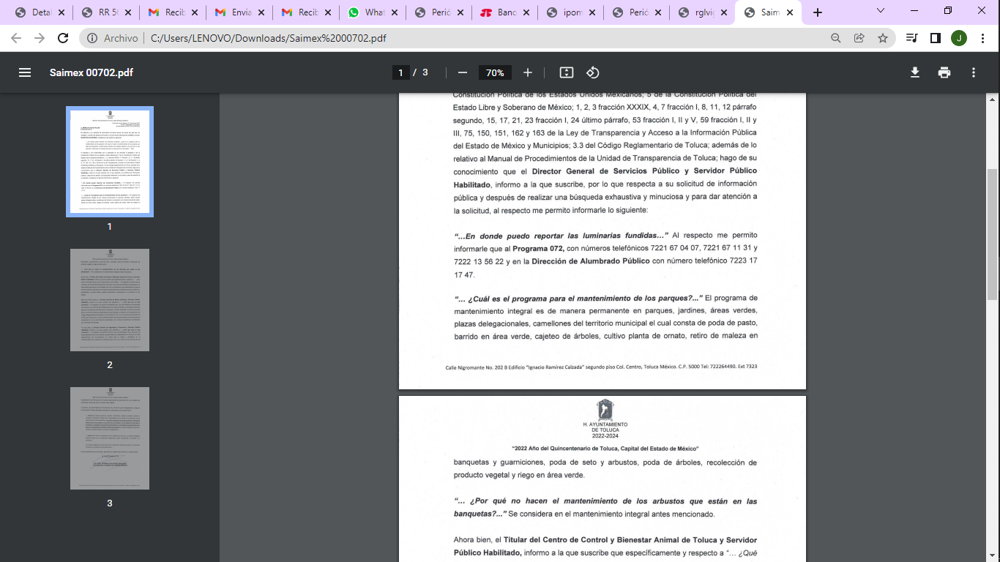 Detal
RR 5
Recib
Envia
Recib
What
Perió
Banc
ipom
Perió
rglvig
Saim
Archivo
C:/Users/LENOVO/Downloads/Saimex%2000702.pdf
J
Saimex 00702.pdf
1 / 3
70%
1
2
3
Constitución Política de los Estados Unidos Mexicanos; 5 de la Constitución Política del
Estado Libre y Soberano de México; 1, 2, 3 fracción XXXIX, 4, 7 fracción I, 8, 11, 12 párrafo
segundo, 15, 17, 21, 23 fracción I, 24 último párrafo, 53 fracción I, II y V, 59 fracción I, II y
III, 75, 150, 151, 162 y 163 de la Ley de Transparencia y Acceso a la Información Pública
del Estado de México y Municipios; 3.3 del Código Reglamentario de Toluca; además de lo
relativo al Manual de Procedimientos de la Unidad de Transparencia de Toluca; hago de su
conocimiento que el Director General de Servicios Público y Servidor Público
Habilitado, informo a la que suscribe, por lo que respecta a su solicitud de información
pública y después de realizar una búsqueda exhaustiva y minuciosa y para dar atención a
la solicitud, al respecto me permito informarle lo siguiente:
"...En donde puedo reportar las luminarias fundidas..." Al respecto me permito
informarle que al Programa 072, con números telefónicos 7221 67 04 07, 7221 67 11 31 y
7222 13 56 22 y en la Dirección de Alumbrado Público con número telefónico 7223 17
17 47.
"... ¿Cuál es el programa para el mantenimiento de los parques?..." El programa de
mantenimiento integral es de manera permanente en parques, jardines, áreas verdes,
plazas delegacionales, camellones del territorio municipal el cual consta de poda de pasto,
barrido en área verde, cajeteo de árboles, cultivo planta de ornato, retiro de maleza en
Calle Nigromante No. 202 B Edificio "Ignacio Ramírez Calzada" segundo piso Col. Centro, Toluca México. C.P. 5000 Tel: 722264490. Ext 7323
H. AYUNTAMIENTO
DE TOLUCA
2022-2024
"2022 Año del Quincentenario de Toluca, Capital del Estado de México"
banquetas y guarniciones, poda de seto y arbustos, poda de árboles, recolección de
producto vegetal y riego en área verde.
"... ¿Por qué no hacen el mantenimiento de los arbustos que están en las
banquetas?..." Se considera en el mantenimiento integral antes mencionado.
Ahora bien, el Titular del Centro de Control y Bienestar Animal de Toluca y Servidor
Público Habilitado, informo a la que suscribe que específicamente y respecto a "... ¿Qué